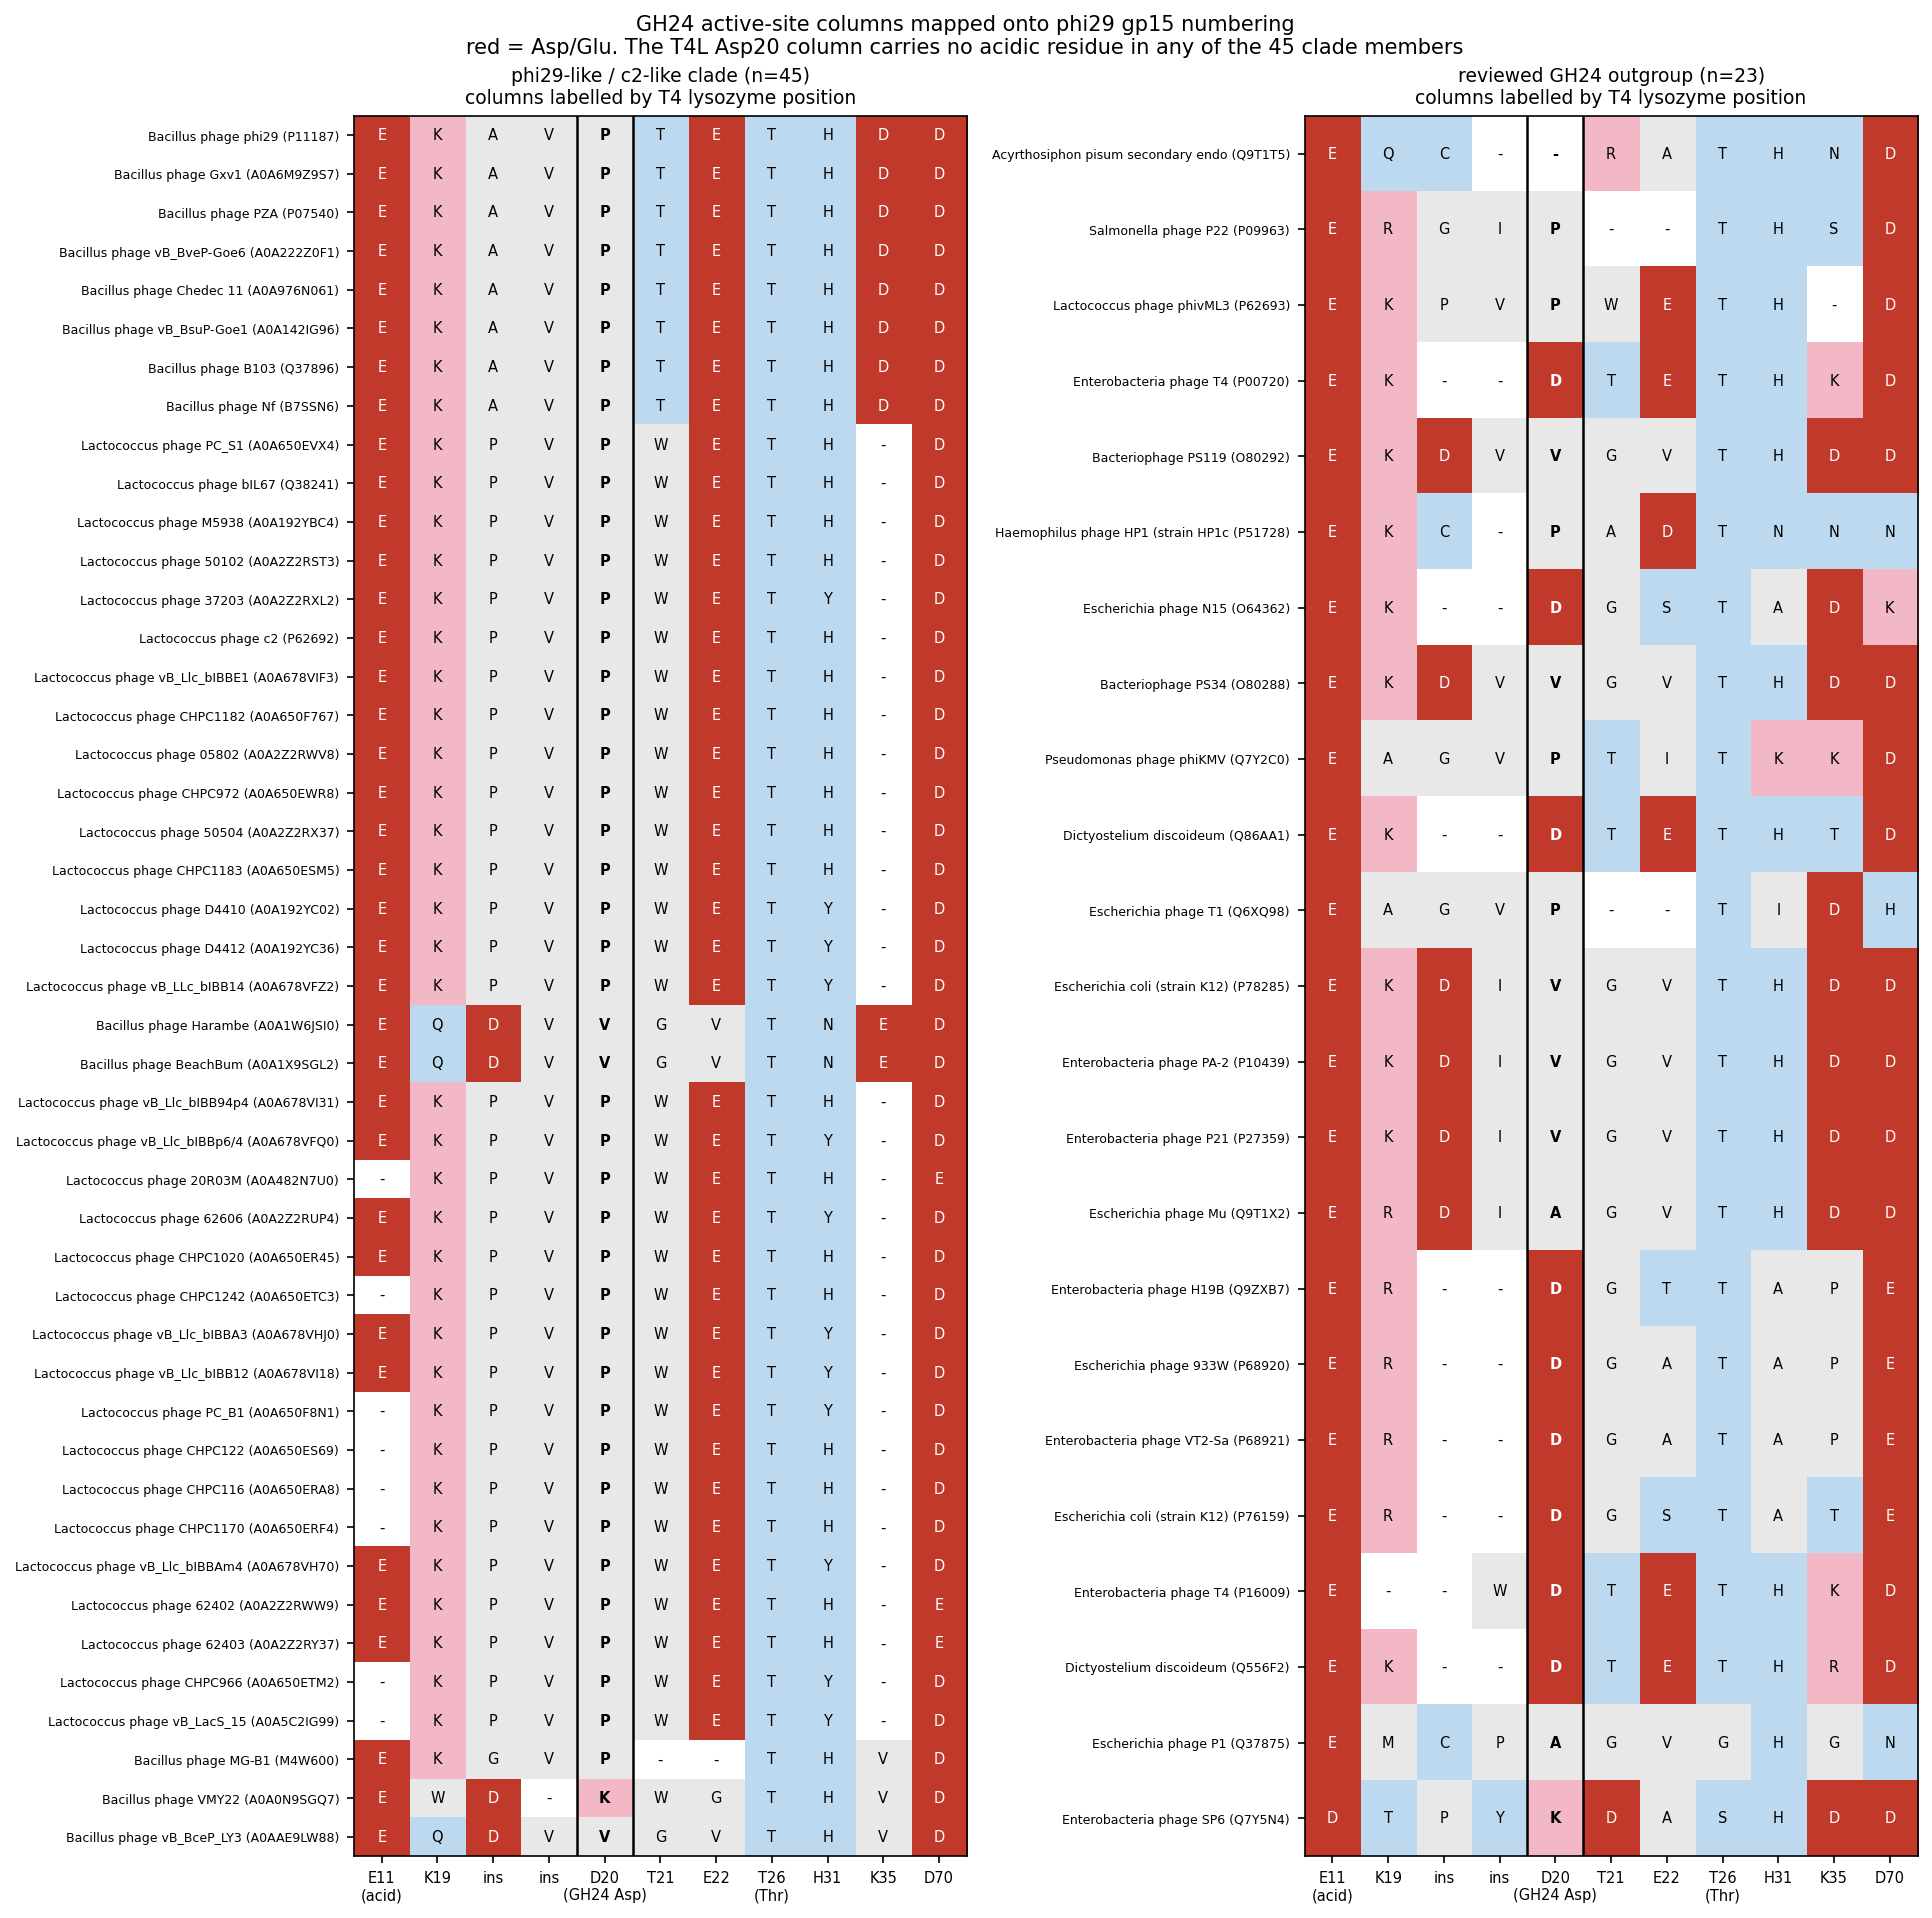 GH24 active-site columns mapped onto phi29 gp15 numbering
red = Asp/Glu. The T4L Asp20 column carries no acidic residue in any of the 45 clade members
phi29-like / c2-like clade (n=45)
columns labelled by T4 lysozyme position
Bacillus phage phi29 (P11187) E K A V P T E T H D D
Bacillus phage Gxv1 (A0A6M9Z9S7) E K A V P T E T H D D
Bacillus phage PZA (P07540) E K A V P T E T H D D
Bacillus phage vB_BveP-Goe6 (A0A222Z0F1) E K A V P T E T H D D
Bacillus phage Chedec 11 (A0A976N061) E K A V P T E T H D D
Bacillus phage vB_BsuP-Goe1 (A0A142IG96) E K A V P T E T H D D
Bacillus phage B103 (Q37896) E K A V P T E T H D D
Bacillus phage Nf (B7SSN6) E K A V P T E T H D D
Lactococcus phage PC_S1 (A0A650EVX4) E K P V P W E T H - D
Lactococcus phage bIL67 (Q38241) E K P V P W E T H - D
Lactococcus phage M5938 (A0A192YBC4) E K P V P W E T H - D
Lactococcus phage 50102 (A0A2Z2RST3) E K P V P W E T H - D
Lactococcus phage 37203 (A0A2Z2RXL2) E K P V P W E T Y - D
Lactococcus phage c2 (P62692) E K P V P W E T H - D
Lactococcus phage vB_Llc_bIBBE1 (A0A678VIF3) E K P V P W E T H - D
Lactococcus phage CHPC1182 (A0A650F767) E K P V P W E T H - D
Lactococcus phage 05802 (A0A2Z2RWV8) E K P V P W E T H - D
Lactococcus phage CHPC972 (A0A650EWR8) E K P V P W E T H - D
Lactococcus phage 50504 (A0A2Z2RX37) E K P V P W E T H - D
Lactococcus phage CHPC1183 (A0A650ESM5) E K P V P W E T H - D
Lactococcus phage D4410 (A0A192YC02) E K P V P W E T Y - D
Lactococcus phage D4412 (A0A192YC36) E K P V P W E T Y - D
Lactococcus phage vB_LLc_bIBB14 (A0A678VFZ2) E K P V P W E T Y - D
Bacillus phage Harambe (A0A1W6JSI0) E Q D V V G V T N E D
Bacillus phage BeachBum (A0A1X9SGL2) E Q D V V G V T N E D
Lactococcus phage vB_Llc_bIBB94p4 (A0A678VI31) E K P V P W E T H - D
Lactococcus phage vB_Llc_bIBBp6/4 (A0A678VFQ0) E K P V P W E T Y - D
Lactococcus phage 20R03M (A0A482N7U0) - K P V P W E T H - E
Lactococcus phage 62606 (A0A2Z2RUP4) E K P V P W E T Y - D
Lactococcus phage CHPC1020 (A0A650ER45) E K P V P W E T H - D
Lactococcus phage CHPC1242 (A0A650ETC3) - K P V P W E T H - D
Lactococcus phage vB_Llc_bIBBA3 (A0A678VHJ0) E K P V P W E T Y - D
Lactococcus phage vB_Llc_bIBB12 (A0A678VI18) E K P V P W E T Y - D
Lactococcus phage PC_B1 (A0A650F8N1) - K P V P W E T Y - D
Lactococcus phage CHPC122 (A0A650ES69) - K P V P W E T H - D
Lactococcus phage CHPC116 (A0A650ERA8) - K P V P W E T H - D
Lactococcus phage CHPC1170 (A0A650ERF4) - K P V P W E T H - D
Lactococcus phage vB_Llc_bIBBAm4 (A0A678VH70) E K P V P W E T Y - D
Lactococcus phage 62402 (A0A2Z2RWW9) E K P V P W E T H - E
Lactococcus phage 62403 (A0A2Z2RY37) E K P V P W E T H - E
Lactococcus phage CHPC966 (A0A650ETM2) - K P V P W E T Y - D
Lactococcus phage vB_LacS_15 (A0A5C2IG99) - K P V P W E T Y - D
Bacillus phage MG-B1 (M4W600) E K G V P - - T H V D
Bacillus phage VMY22 (A0A0N9SGQ7) E W D - K W G T H V D
Bacillus phage vB_BceP_LY3 (A0AAE9LW88) E Q D V V G V T H V D
E11 K19 ins ins D20 T21 E22 T26 H31 K35 D70
(acid) (GH24 Asp) (Thr)
reviewed GH24 outgroup (n=23)
columns labelled by T4 lysozyme position
Acyrthosiphon pisum secondary endo (Q9T1T5) E Q C - - R A T H N D
Salmonella phage P22 (P09963) E R G I P - - T H S D
Lactococcus phage phivML3 (P62693) E K P V P W E T H - D
Enterobacteria phage T4 (P00720) E K - - D T E T H K D
Bacteriophage PS119 (O80292) E K D V V G V T H D D
Haemophilus phage HP1 (strain HP1c (P51728) E K C - P A D T N N N
Escherichia phage N15 (O64362) E K - - D G S T A D K
Bacteriophage PS34 (O80288) E K D V V G V T H D D
Pseudomonas phage phiKMV (Q7Y2C0) E A G V P T I T K K D
Dictyostelium discoideum (Q86AA1) E K - - D T E T H T D
Escherichia phage T1 (Q6XQ98) E A G V P - - T I D H
Escherichia coli (strain K12) (P78285) E K D I V G V T H D D
Enterobacteria phage PA-2 (P10439) E K D I V G V T H D D
Enterobacteria phage P21 (P27359) E K D I V G V T H D D
Escherichia phage Mu (Q9T1X2) E R D I A G V T H D D
Enterobacteria phage H19B (Q9ZXB7) E R - - D G T T A P E
Escherichia phage 933W (P68920) E R - - D G A T A P E
Enterobacteria phage VT2-Sa (P68921) E R - - D G A T A P E
Escherichia coli (strain K12) (P76159) E R - - D G S T A T E
Enterobacteria phage T4 (P16009) E - - W D T E T H K D
Dictyostelium discoideum (Q556F2) E K - - D T E T H R D
Escherichia phage P1 (Q37875) E M C P A G V G H G N
Enterobacteria phage SP6 (Q7Y5N4) D T P Y K D A S H D D
E11 K19 ins ins D20 T21 E22 T26 H31 K35 D70
(acid) (GH24 Asp) (Thr)